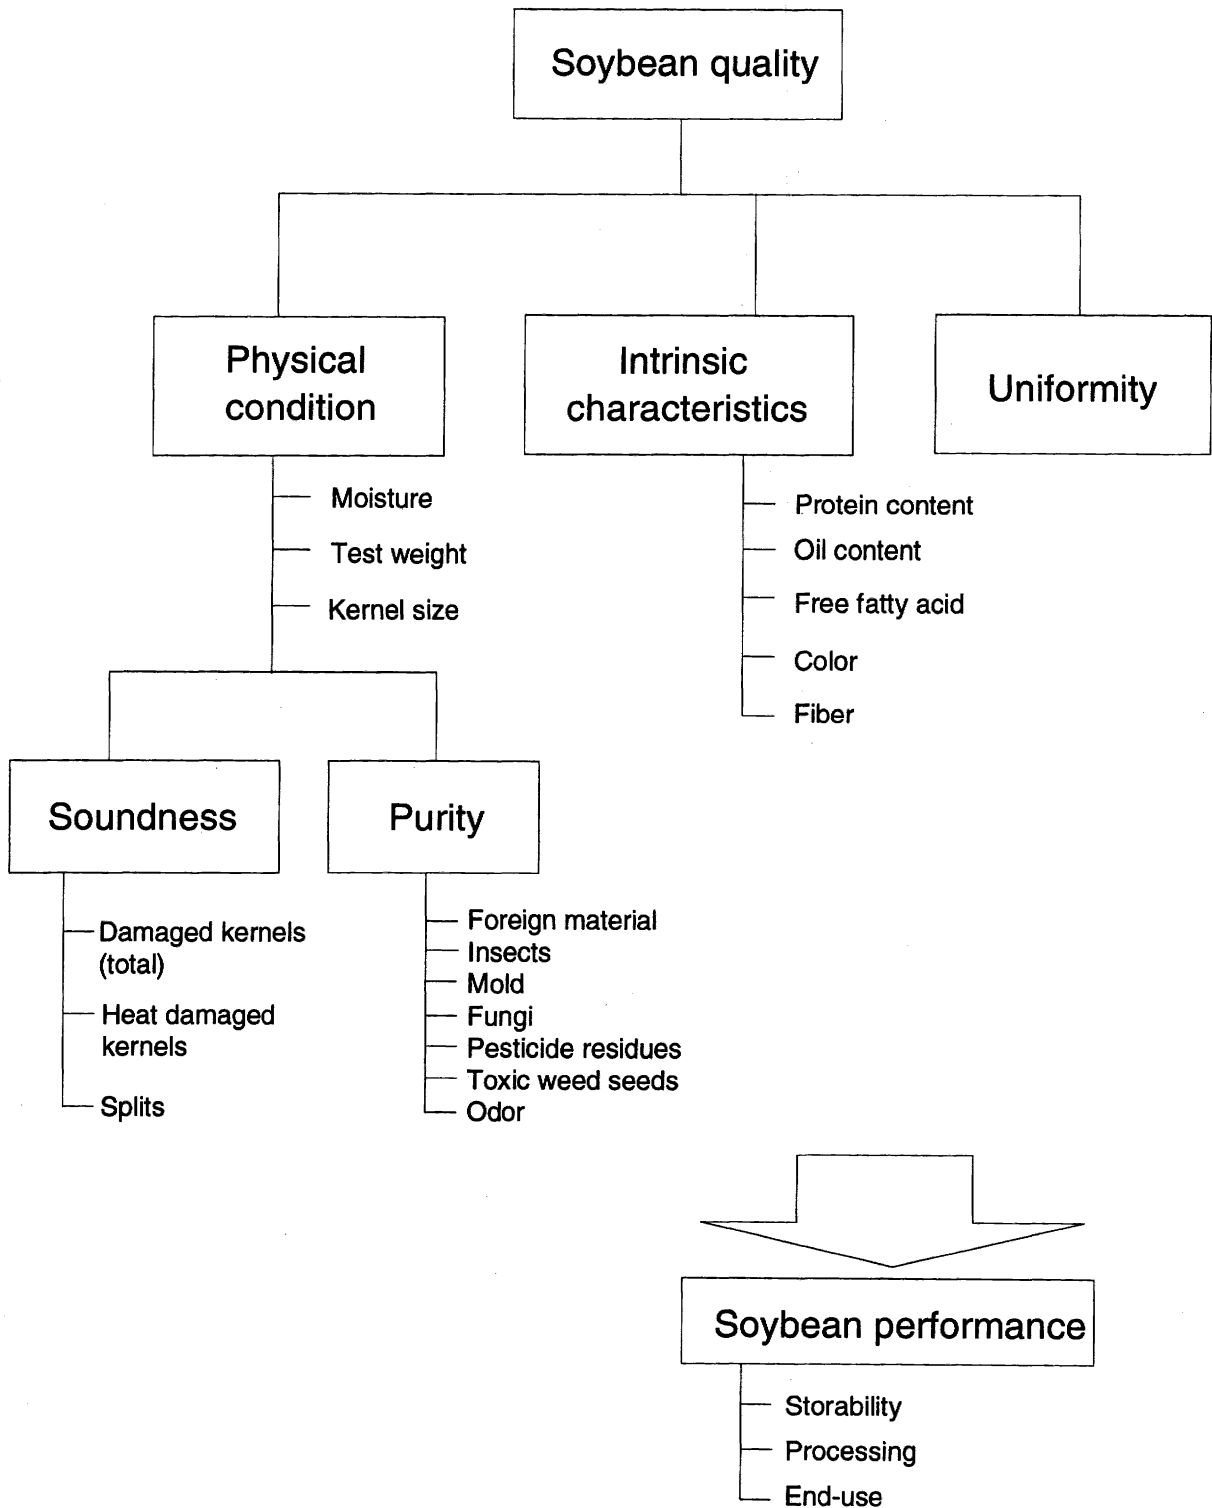 Soybean quality
Physical
condition
Intrinsic
characteristics
Uniformity
Moisture
Test weight
Kernel size
Protein content
Oil content
Free fatty acid
Color
Fiber
Soundness
Purity
Damaged kernels
(total)
Heat damaged
kernels
Splits
Foreign material
Insects
Mold
Fungi
Pesticide residues
Toxic weed seeds
Odor
Soybean performance
Storability
Processing
End-use